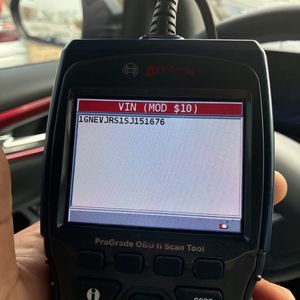 BOSCH
VIN (MOD $10)
1GNEVJRS1SJ151676
ProGrade OBD II Scan Tool
i